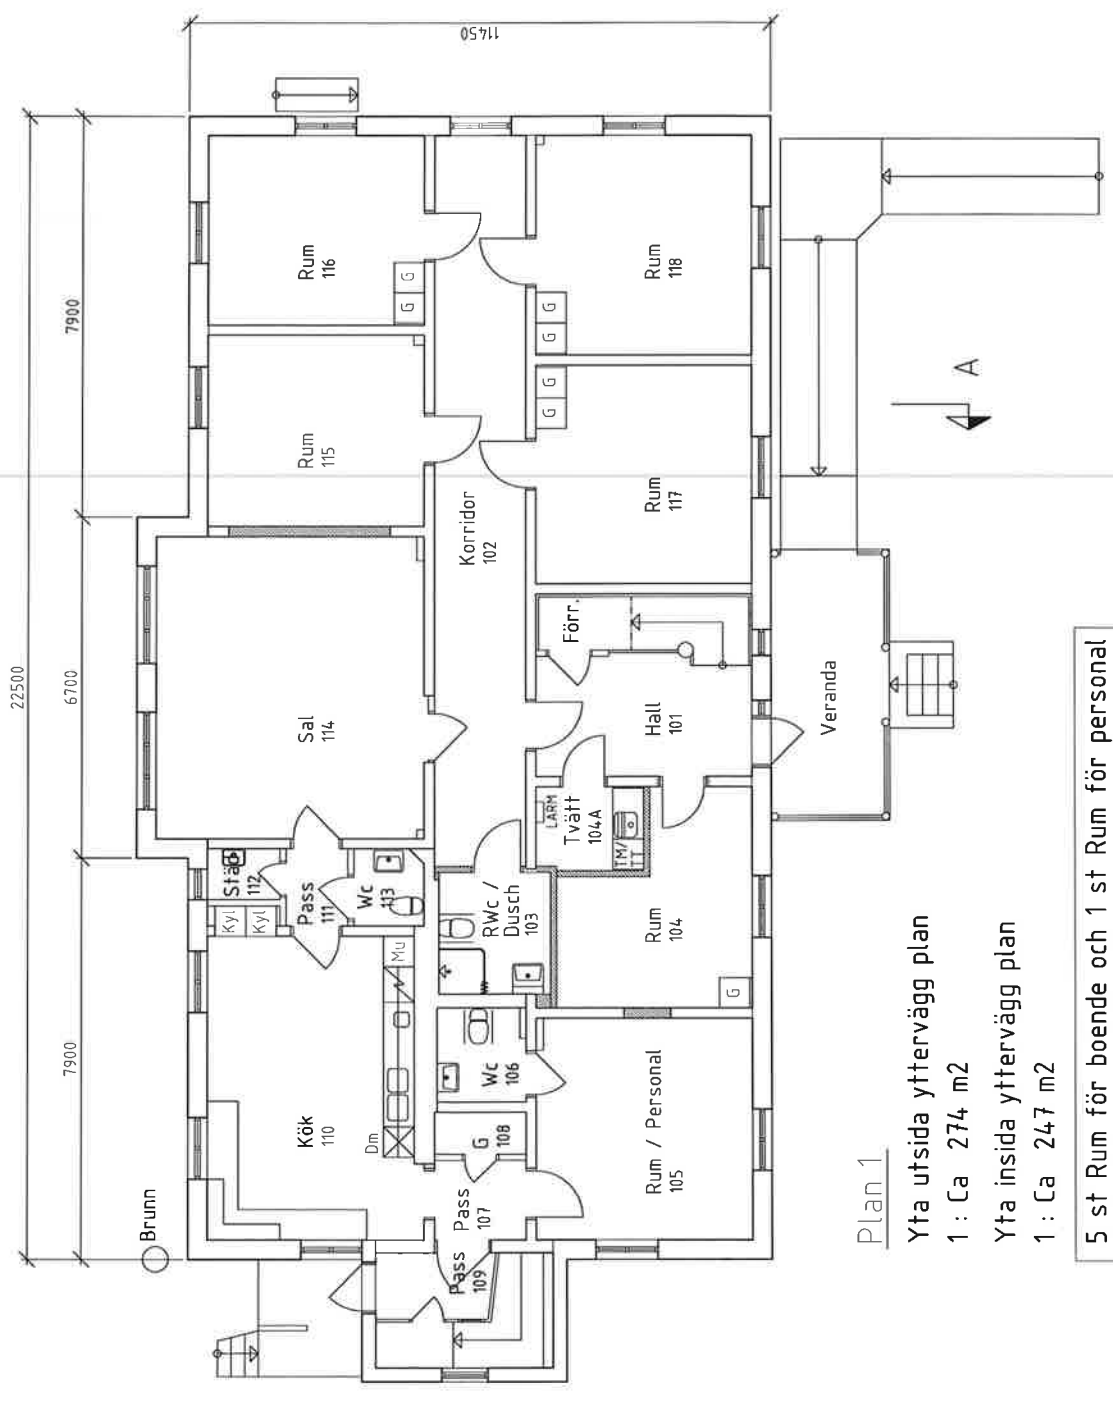 22500
7900
6700
7900
11450
Brunn
Kök
110
Dm
Mu
Kyl
Kyl
Städ
112
Pass
111
Wc
113
Sal
114
Rum
115
Rum
116
G
G
Pass
107
Pass
109
G
108
Wc
106
RWc /
Dusch
103
Korridor
102
Rum / Personal
105
Rum
104
G
LARM
Tvätt
104A
TM/
TT
Hall
101
Förr.
Rum
117
G
G
Rum
118
G
G
Veranda
A
Plan 1
Yta utsida yttervägg plan
1 : Ca 274 m2
Yta insida yttervägg plan
1 : Ca 247 m2
5 st Rum för boende och 1 st Rum för personal